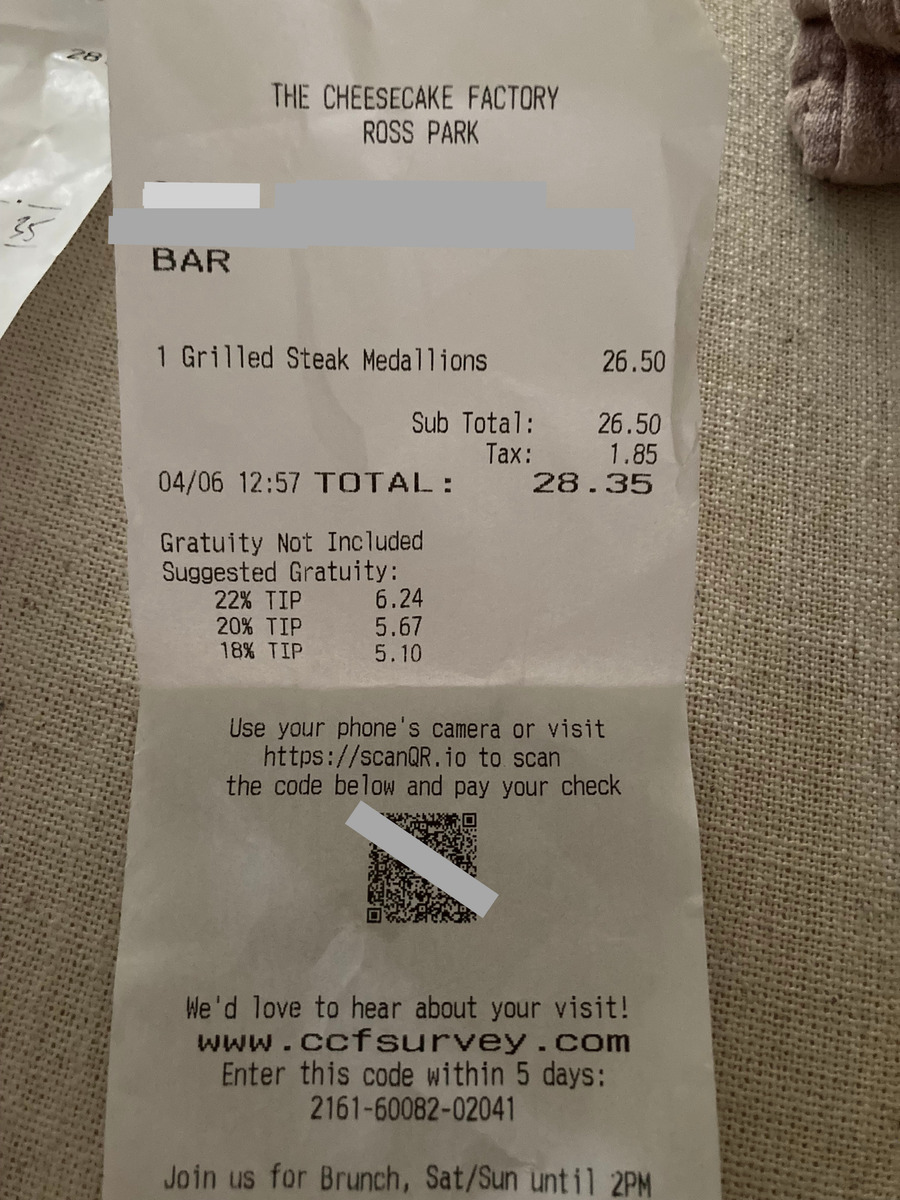 28.
35
THE CHEESECAKE FACTORY
ROSS PARK
BAR
1 Grilled Steak Medallions 26.50
Sub Total: 26.50
Tax: 1.85
04/06 12:57 TOTAL: 28.35
Gratuity Not Included
Suggested Gratuity:
22% TIP 6.24
20% TIP 5.67
18% TIP 5.10
Use your phone's camera or visit
https://scanQR.io to scan
the code below and pay your check
We'd love to hear about your visit!
www.ccfsurvey.com
Enter this code within 5 days:
2161-60082-02041
Join us for Brunch, Sat/Sun until 2PM